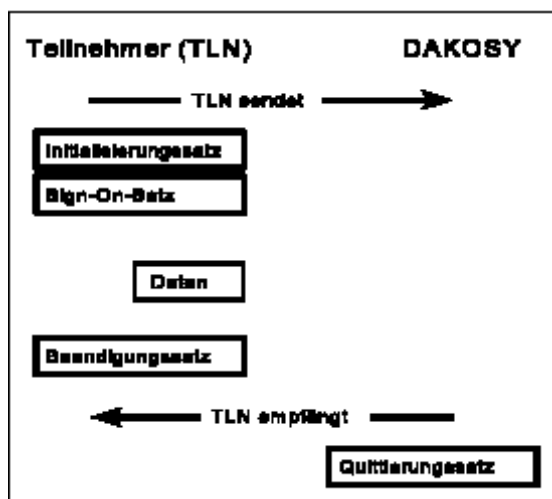 Teilnehmer (TLN) DAKOSY
TLN sendet
Initialisierungssatz
Sign-On-Satz
Daten
Beendigungssatz
TLN empfängt
Quittierungssatz